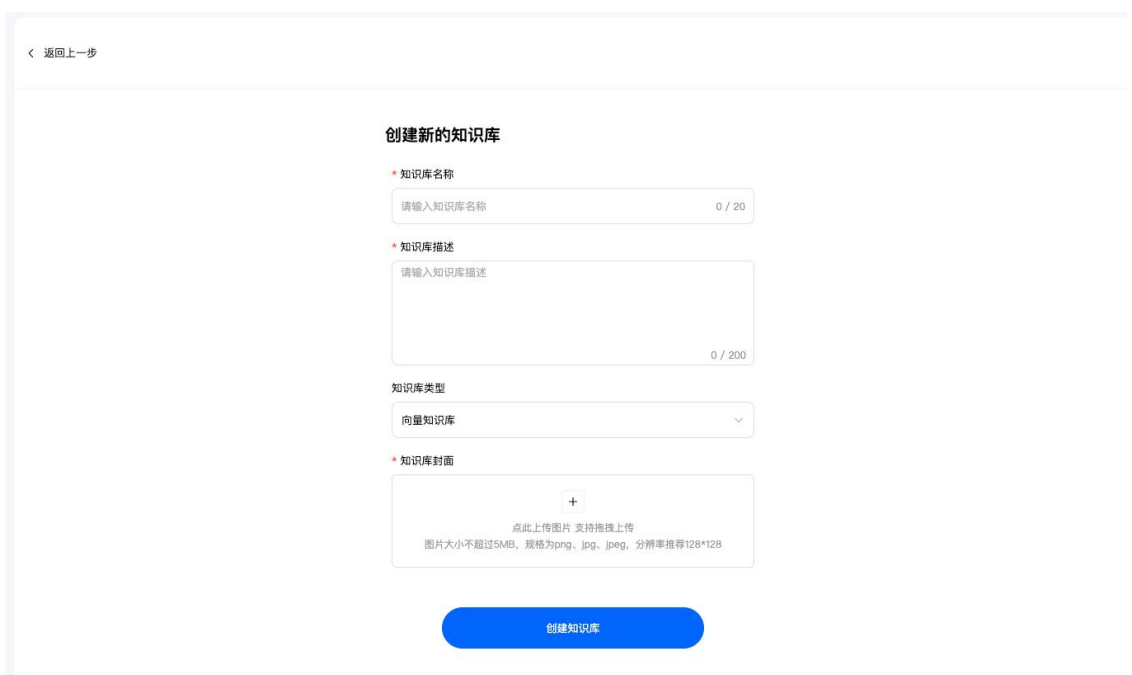 返回上一步
创建新的知识库
* 知识库名称
请输入知识库名称 0 / 20
* 知识库描述
请输入知识库描述
0 / 200
知识库类型
向量知识库
* 知识库封面
点此上传图片 支持拖拽上传
图片大小不超过5MB，规格为png、jpg、jpeg，分辨率推荐128*128
创建知识库